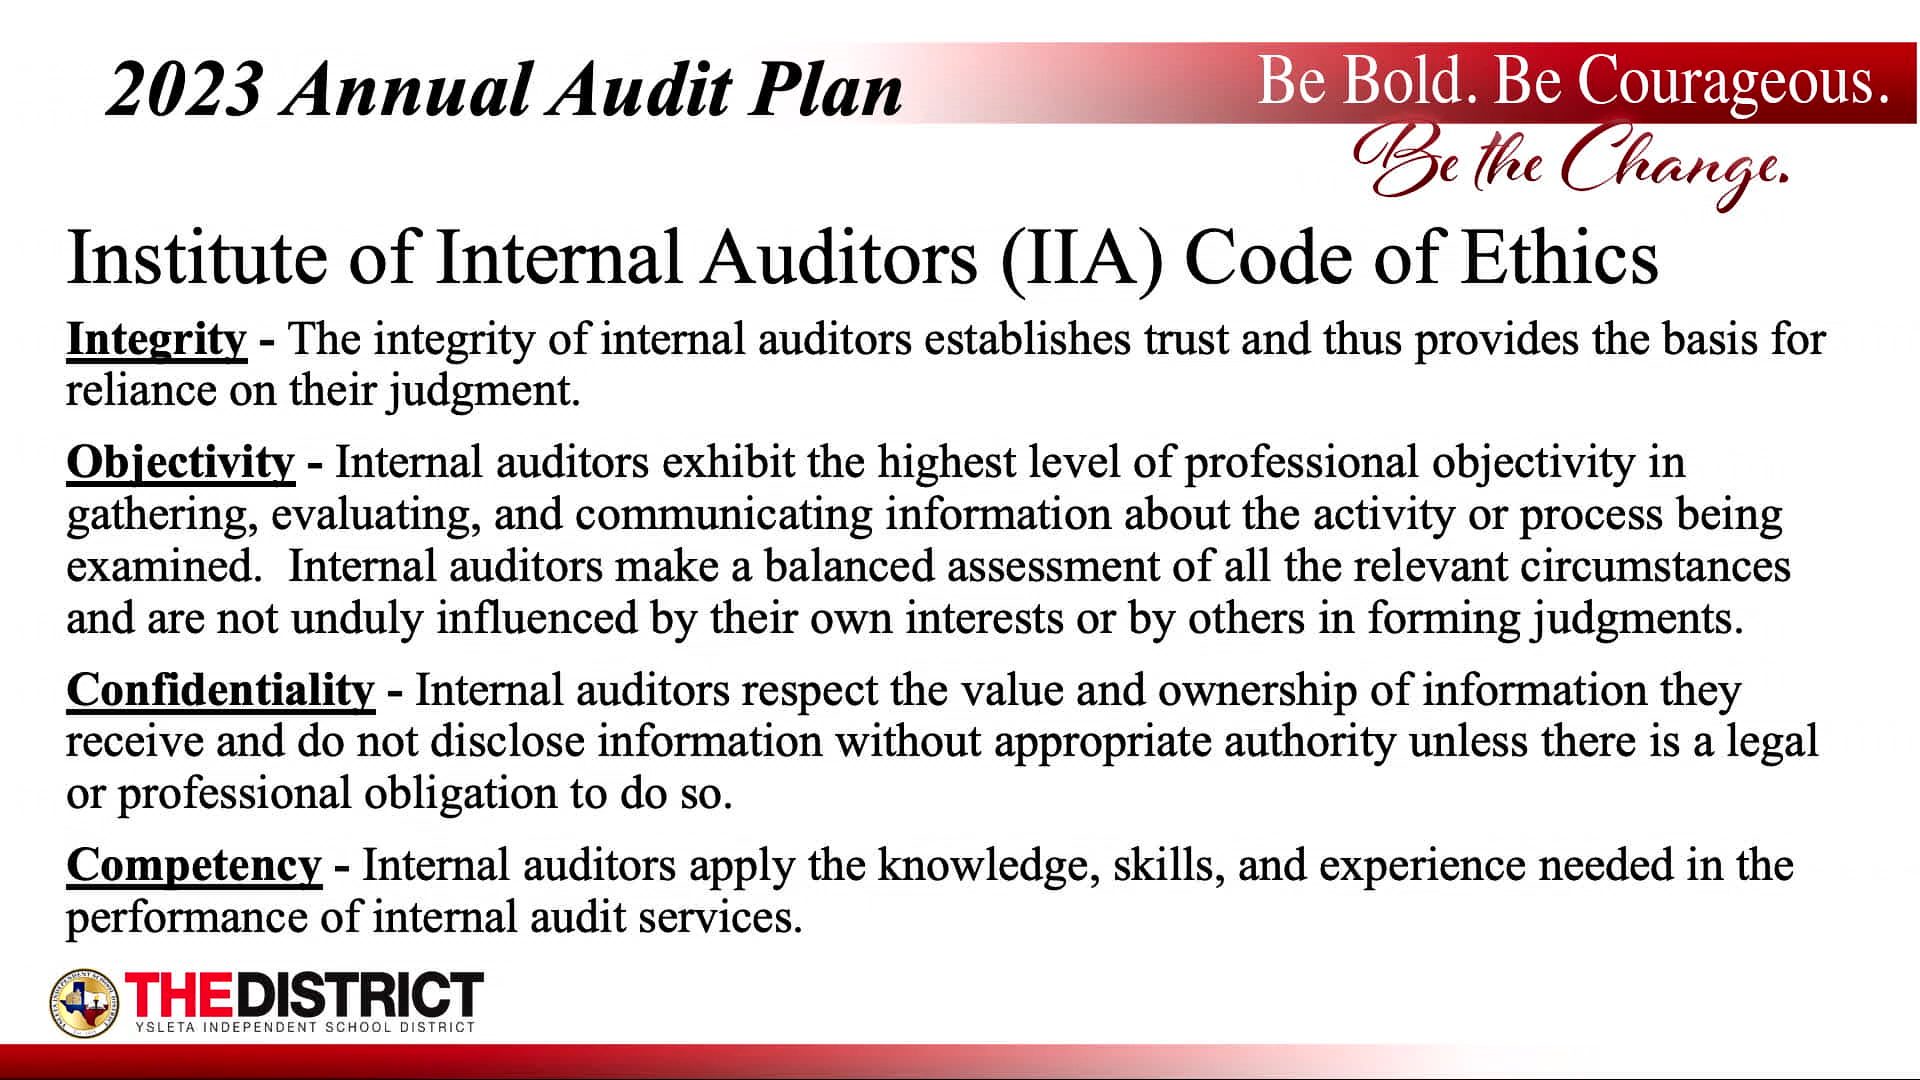 2023 Annual Audit Plan
Be Bold. Be Courageous.
Be the Change.
Institute of Internal Auditors (IIA) Code of Ethics
Integrity - The integrity of internal auditors establishes trust and thus provides the basis for
reliance on their judgment.
Objectivity - Internal auditors exhibit the highest level of professional objectivity in
gathering, evaluating, and communicating information about the activity or process being
examined.  Internal auditors make a balanced assessment of all the relevant circumstances
and are not unduly influenced by their own interests or by others in forming judgments.
Confidentiality - Internal auditors respect the value and ownership of information they
receive and do not disclose information without appropriate authority unless there is a legal
or professional obligation to do so.
Competency - Internal auditors apply the knowledge, skills, and experience needed in the
performance of internal audit services.
THEDISTRICT
YSLETA INDEPENDENT SCHOOL DISTRICT